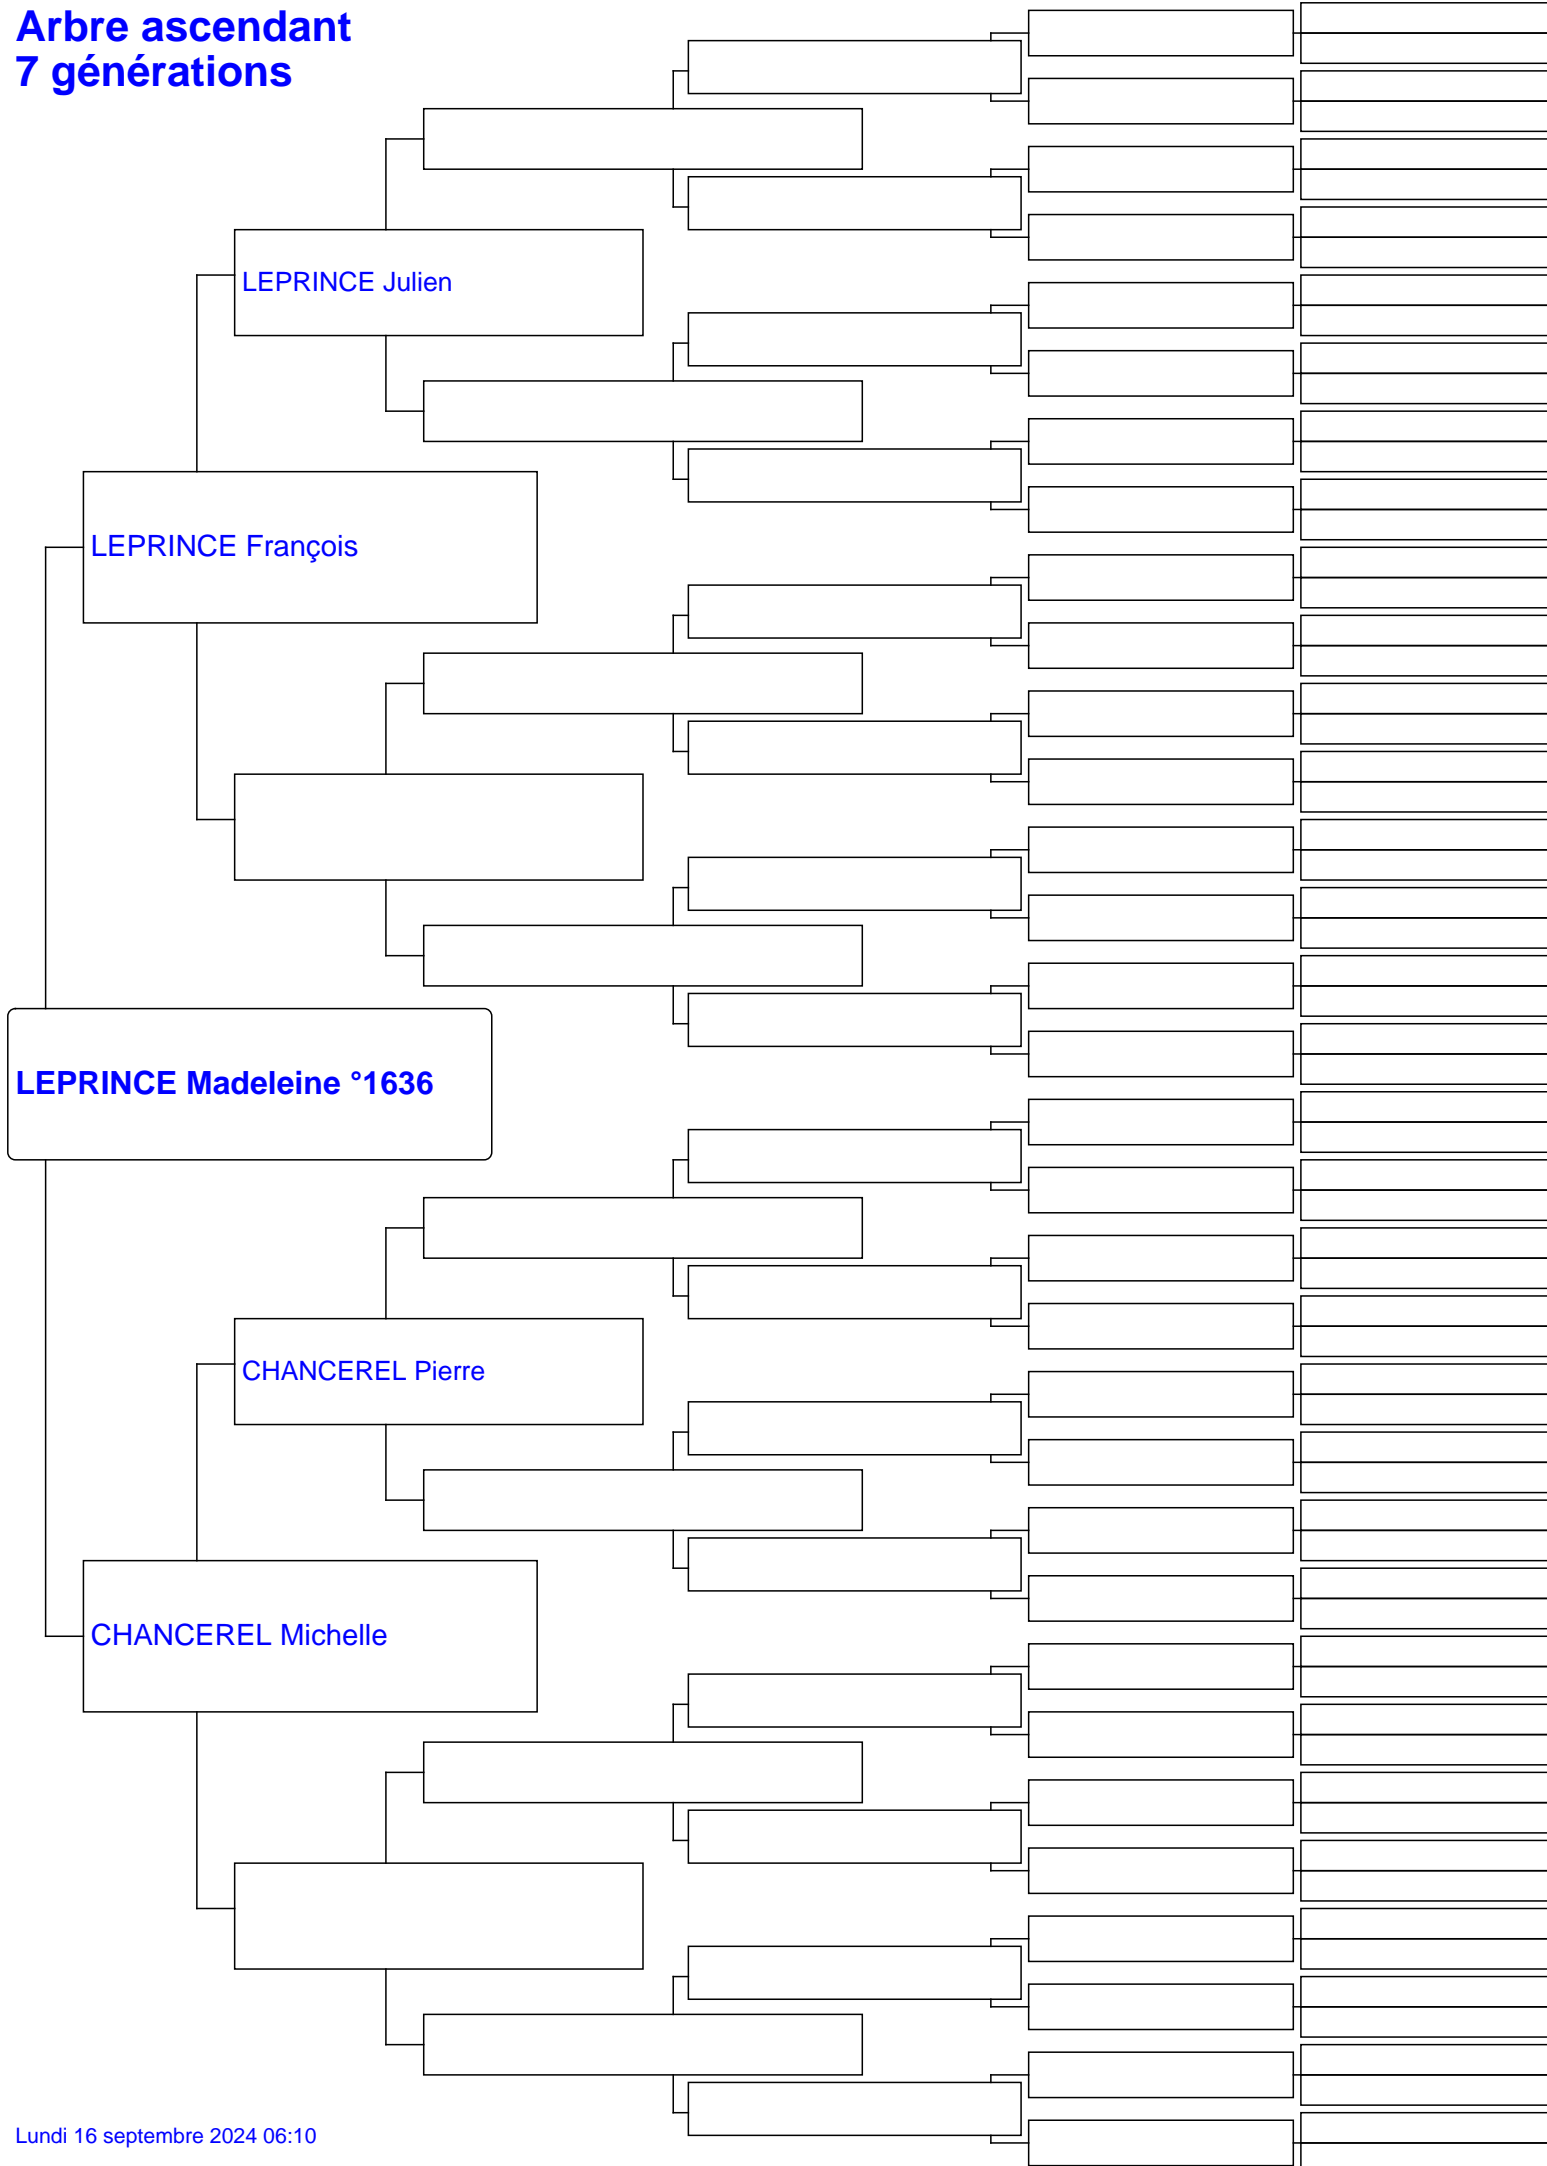 Arbre ascendant
7 générations
LEPRINCE Julien
LEPRINCE François
LEPRINCE Madeleine °1636
CHANCEREL Pierre
CHANCEREL Michelle
Lundi 16 septembre 2024 06:10